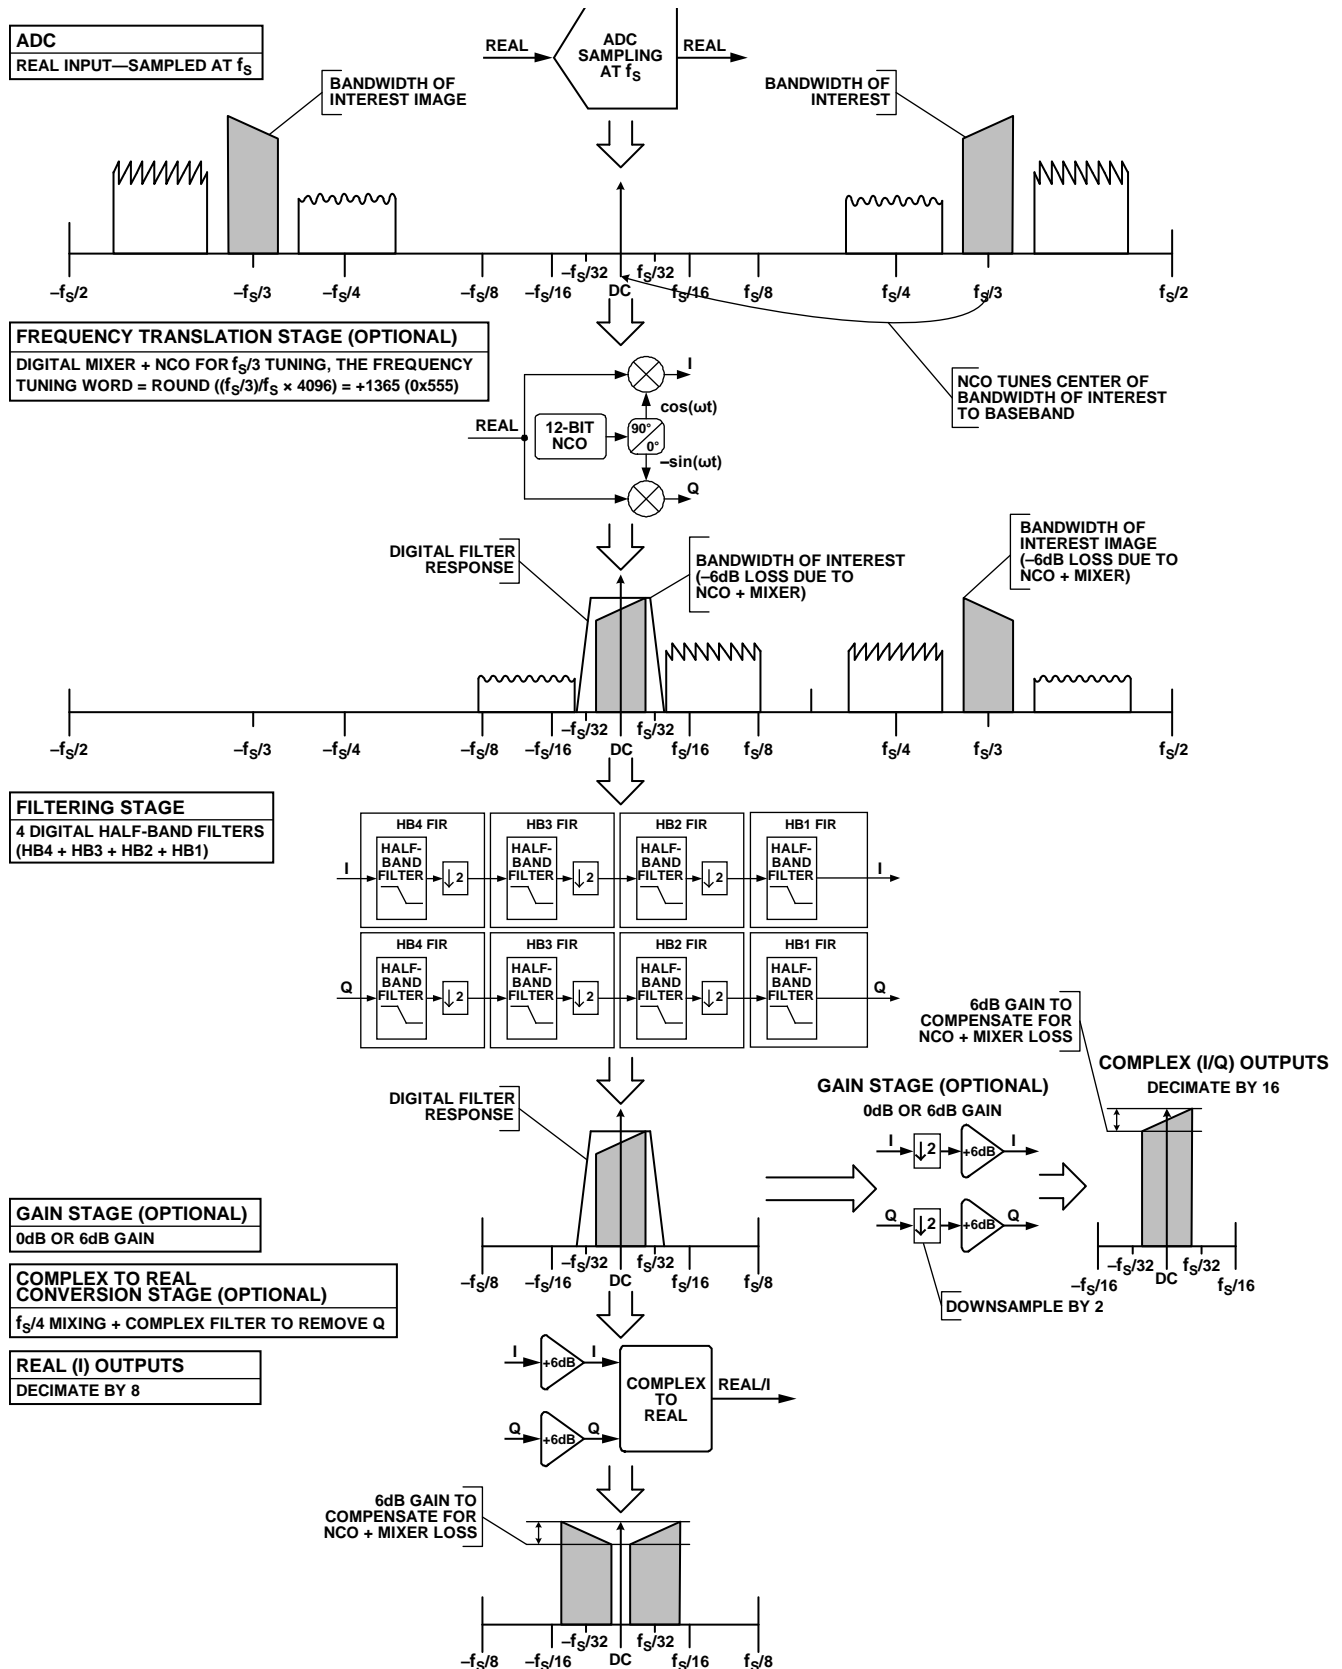 ADC
REAL INPUT—SAMPLED AT fS
REAL
ADC
SAMPLING
AT fS
REAL
BANDWIDTH OF
INTEREST IMAGE
BANDWIDTH OF
INTEREST
–fS/2
–fS/3
–fS/4
–fS/8
–fS/16
–fS/32
DC
fS/32
fS/16
fS/8
fS/4
fS/3
fS/2
FREQUENCY TRANSLATION STAGE (OPTIONAL)
DIGITAL MIXER + NCO FOR fS/3 TUNING, THE FREQUENCY
TUNING WORD = ROUND ((fS/3)/fS × 4096) = +1365 (0x555)
NCO TUNES CENTER OF
BANDWIDTH OF INTEREST
TO BASEBAND
I
cos(ωt)
REAL
12-BIT
NCO
90°
0°
–sin(ωt)
Q
DIGITAL FILTER
RESPONSE
BANDWIDTH OF INTEREST
(–6dB LOSS DUE TO
NCO + MIXER)
BANDWIDTH OF
INTEREST IMAGE
(–6dB LOSS DUE TO
NCO + MIXER)
–fS/2
–fS/3
–fS/4
–fS/8
–fS/16
–fS/32
DC
fS/32
fS/16
fS/8
fS/4
fS/3
fS/2
FILTERING STAGE
4 DIGITAL HALF-BAND FILTERS
(HB4 + HB3 + HB2 + HB1)
HB4 FIR
HB3 FIR
HB2 FIR
HB1 FIR
I
HALF-
BAND
FILTER
2
HALF-
BAND
FILTER
2
HALF-
BAND
FILTER
2
HALF-
BAND
FILTER
I
HB4 FIR
HB3 FIR
HB2 FIR
HB1 FIR
Q
HALF-
BAND
FILTER
2
HALF-
BAND
FILTER
2
HALF-
BAND
FILTER
2
HALF-
BAND
FILTER
Q
6dB GAIN TO
COMPENSATE FOR
NCO + MIXER LOSS
COMPLEX (I/Q) OUTPUTS
DECIMATE BY 16
GAIN STAGE (OPTIONAL)
0dB OR 6dB GAIN
I
2
+6dB
I
Q
2
+6dB
Q
DOWNSAMPLE BY 2
–fS/16
–fS/32
DC
fS/32
fS/16
DIGITAL FILTER
RESPONSE
–fS/8
–fS/16
–fS/32
DC
fS/32
fS/16
fS/8
GAIN STAGE (OPTIONAL)
0dB OR 6dB GAIN
COMPLEX TO REAL
CONVERSION STAGE (OPTIONAL)
fS/4 MIXING + COMPLEX FILTER TO REMOVE Q
REAL (I) OUTPUTS
DECIMATE BY 8
I
+6dB
I
Q
+6dB
Q
COMPLEX
TO
REAL
REAL/I
6dB GAIN TO
COMPENSATE FOR
NCO + MIXER LOSS
–fS/8
–fS/16
–fS/32
DC
fS/32
fS/16
fS/8